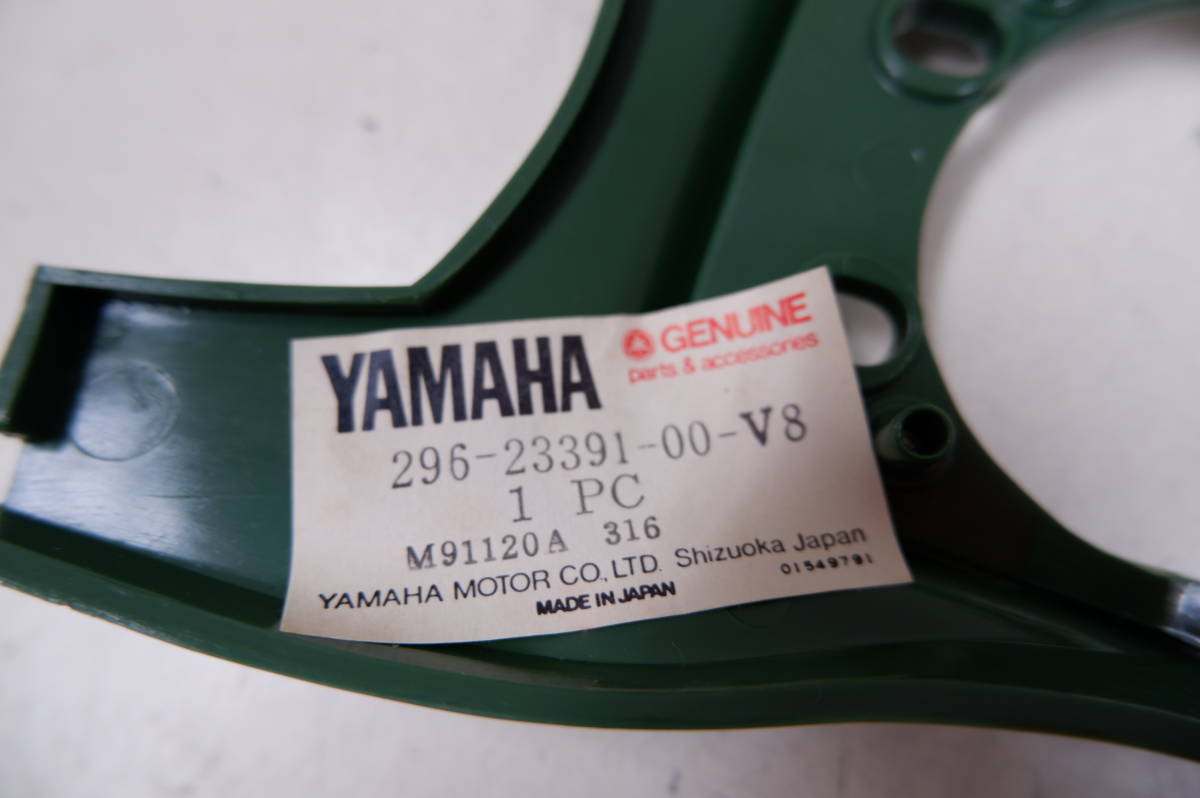 YAMAHA
GENUINE
parts & accessories
296-23391-00-V8
1 PC
M91120A 316
YAMAHA MOTOR CO., LTD. Shizuoka Japan
MADE IN JAPAN
01549791